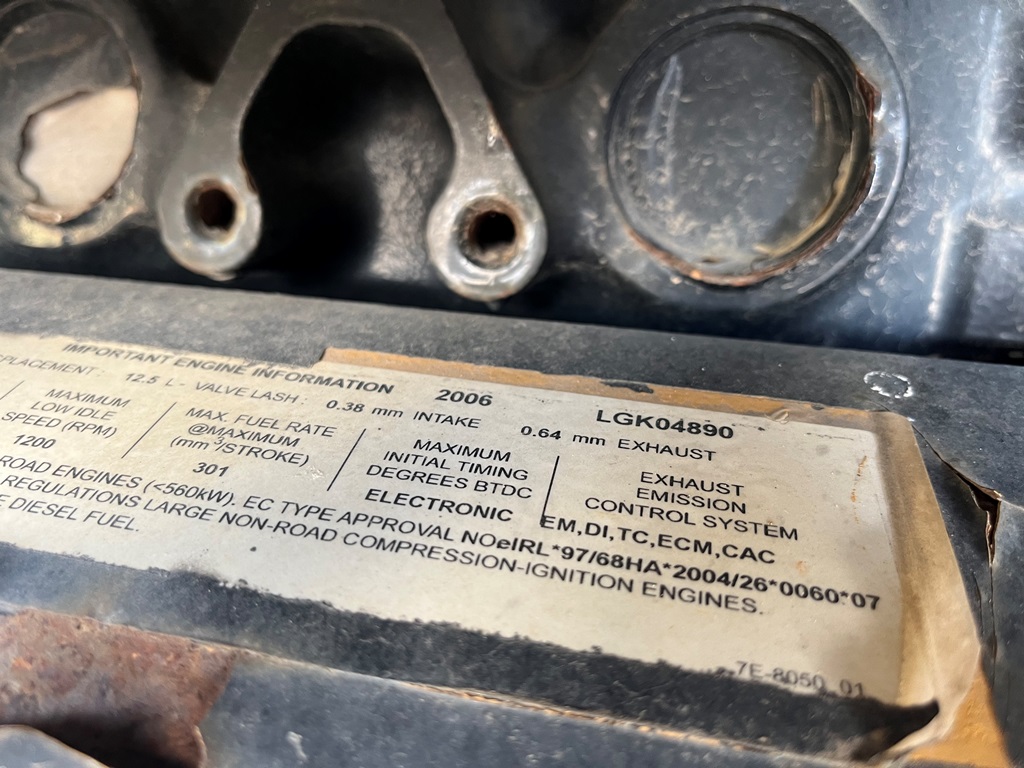 IMPORTANT ENGINE INFORMATION 2006 LGK04890
PLACEMENT: 12.5 L - VALVE LASH: 0.38 mm INTAKE 0.64 mm EXHAUST
MAXIMUM
LOW IDLE
SPEED (RPM)
1200
MAX. FUEL RATE
@MAXIMUM
(mm³/STROKE)
301
MAXIMUM
INITIAL TIMING
DEGREES BTDC
ELECTRONIC
EXHAUST
EMISSION
CONTROL SYSTEM
EM,DI,TC,ECM,CAC
ROAD ENGINES (<560kW). EC TYPE APPROVAL NOeIRL*97/68HA*2004/26*0060*07
REGULATIONS LARGE NON-ROAD COMPRESSION-IGNITION ENGINES.
DIESEL FUEL.
7E-8050 01